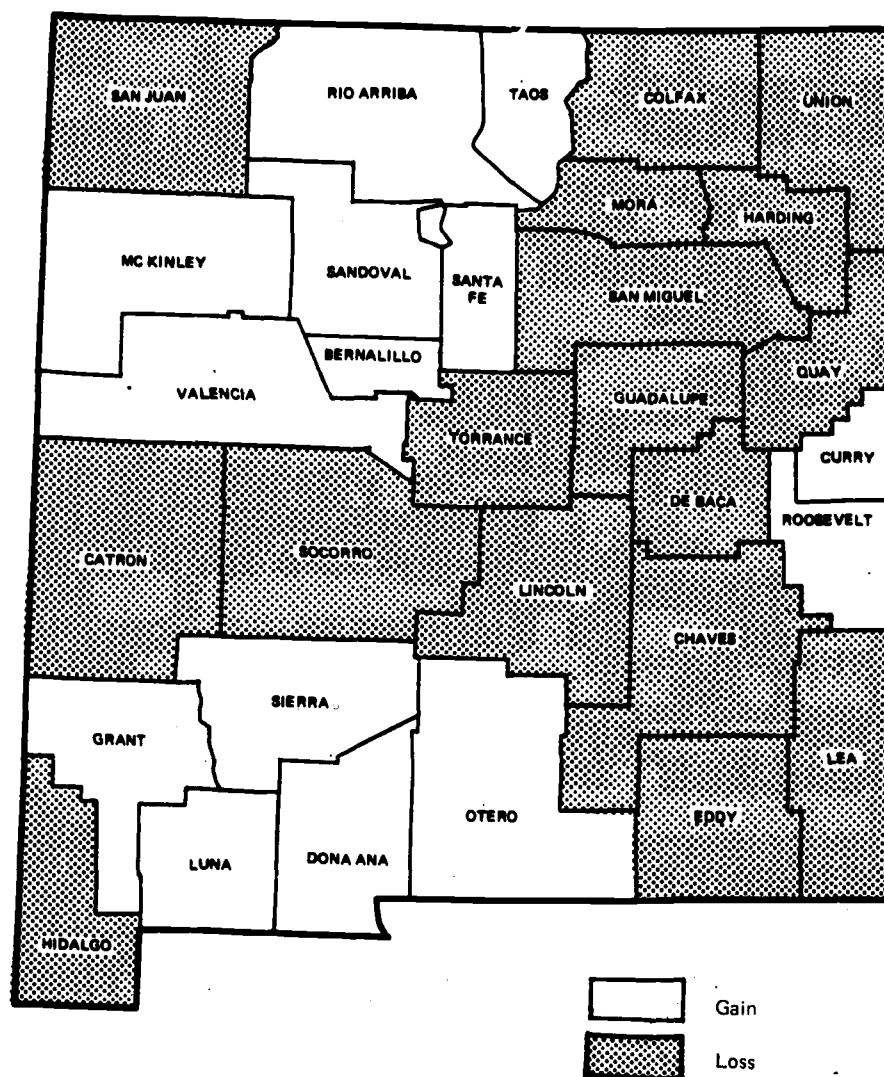 SAN JUAN
RIO ARRIBA
TAOS
COLFAX
UNION
MORA
HARDING
MC KINLEY
SANDOVAL
SANTA
FE
SAN MIGUEL
BERNALILLO
VALENCIA
TORRANCE
GUADALUPE
QUAY
CURRY
DE BACA
ROOSEVELT
CATRON
SOCORRO
LINCOLN
CHAVES
SIERRA
GRANT
LEA
OTERO
EDDY
LUNA
DONA ANA
HIDALGO
Gain
Loss